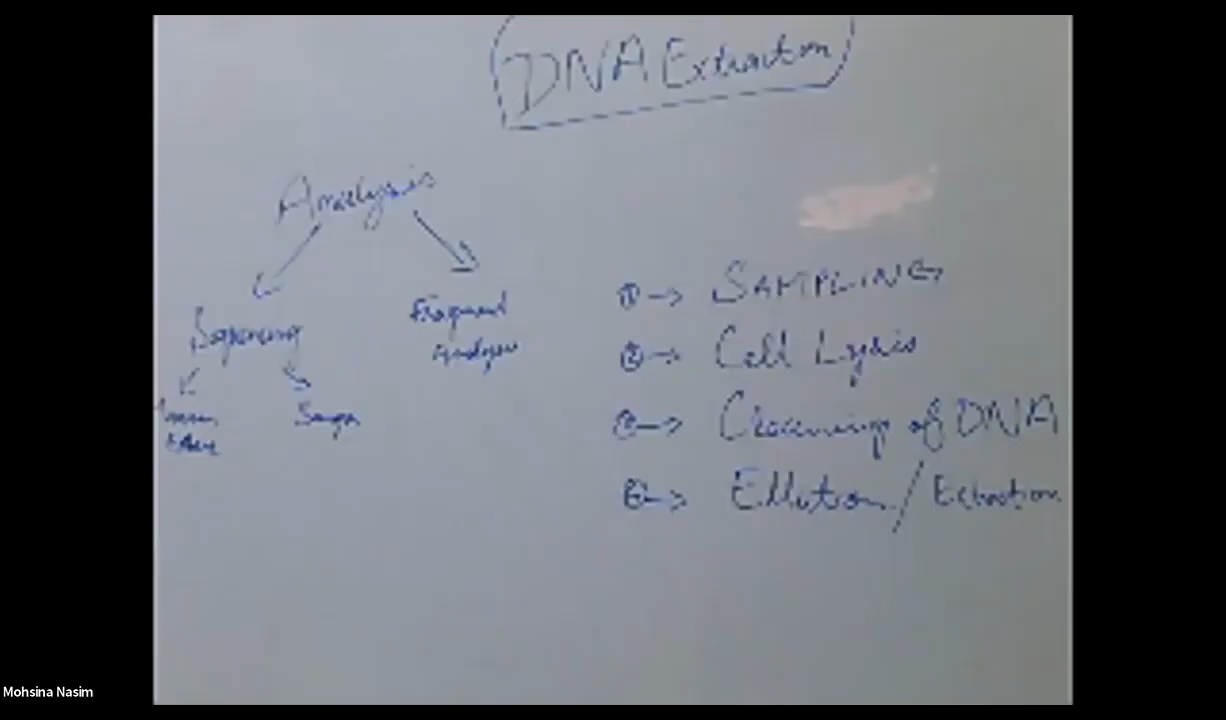 DNA Extraction
Analysis
Sequencing
Fragment
analysis
Sanger
① → SAMPLING
② → Cell Lysis
③ → Cleaning of DNA
④ → Ellution / Extraction
Mohsina Nasim